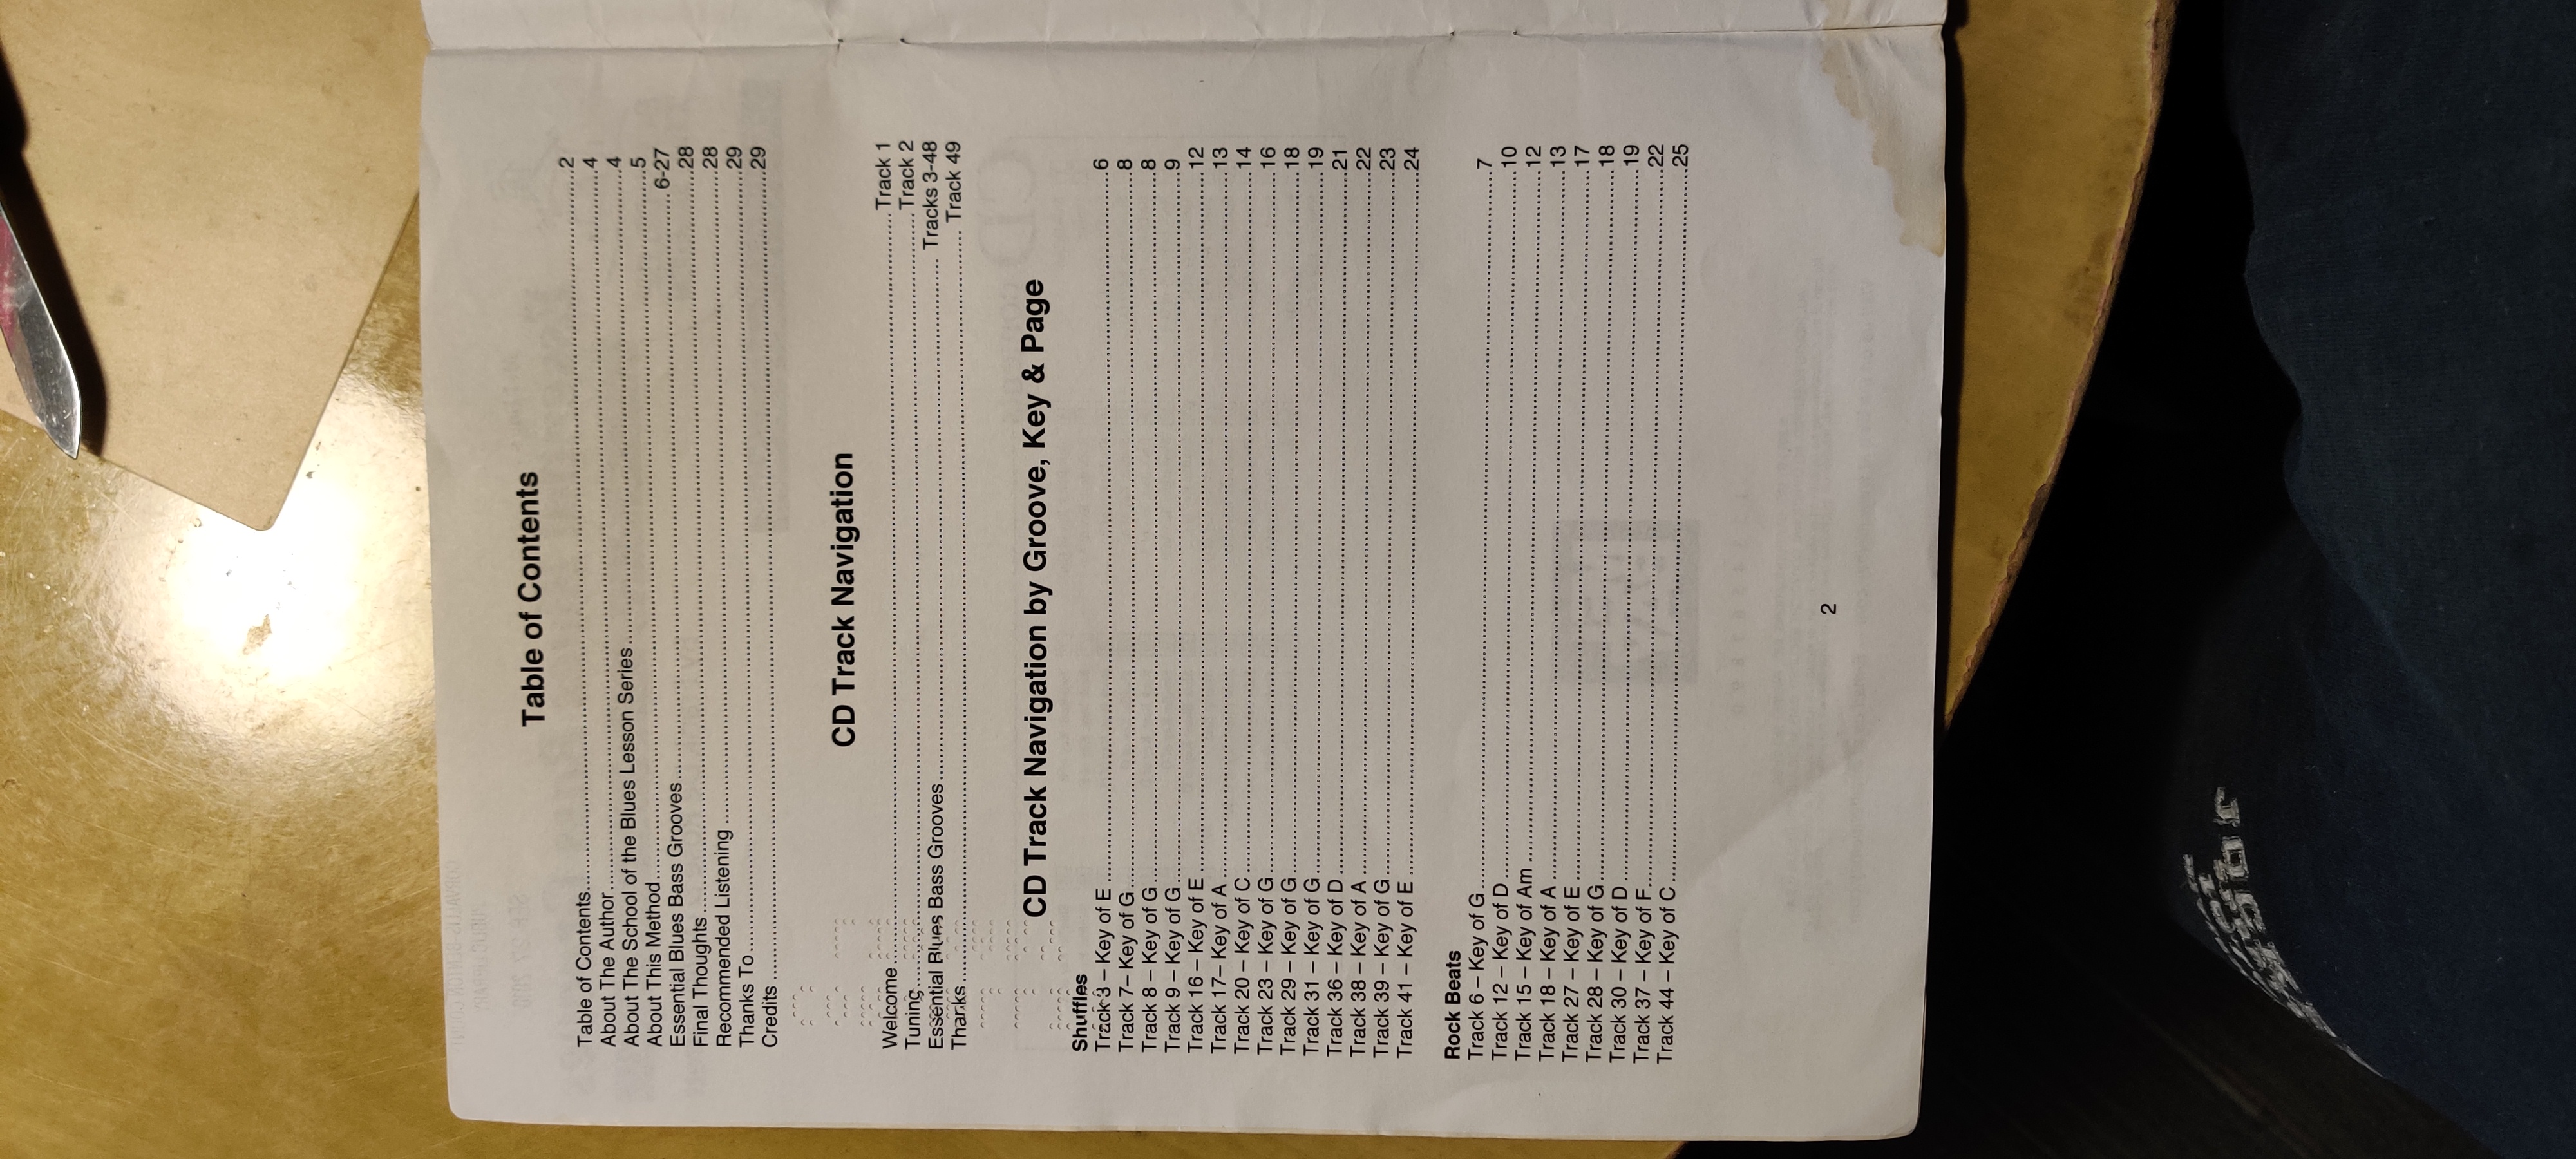 Table of Contents
Table of Contents..........2
About The Author..........4
About The School of the Blues Lesson Series..........4
About This Method..........5
Essential Blues Bass Grooves..........6-27
Final Thoughts..........28
Recommended Listening..........28
Thanks To..........29
Credits..........29
CD Track Navigation
Welcome..........Track 1
Tuning..........Track 2
Essential Blues Bass Grooves..........Tracks 3-48
Thanks..........Track 49
CD Track Navigation by Groove, Key & Page
Shuffles
Track 3 – Key of E..........6
Track 7– Key of G..........8
Track 8 – Key of G..........8
Track 9 – Key of G..........9
Track 16 – Key of E..........12
Track 17– Key of A..........13
Track 20 – Key of C..........14
Track 23 – Key of G..........16
Track 29 – Key of G..........18
Track 31 – Key of G..........19
Track 36 – Key of D..........21
Track 38 – Key of A..........22
Track 39 – Key of G..........23
Track 41 – Key of E..........24
Rock Beats
Track 6 – Key of G..........7
Track 12 – Key of D..........10
Track 15 – Key of Am..........12
Track 18 – Key of A..........13
Track 27 – Key of E..........17
Track 28 – Key of G..........18
Track 30 – Key of D..........19
Track 37 – Key of F..........22
Track 44 – Key of C..........25
2